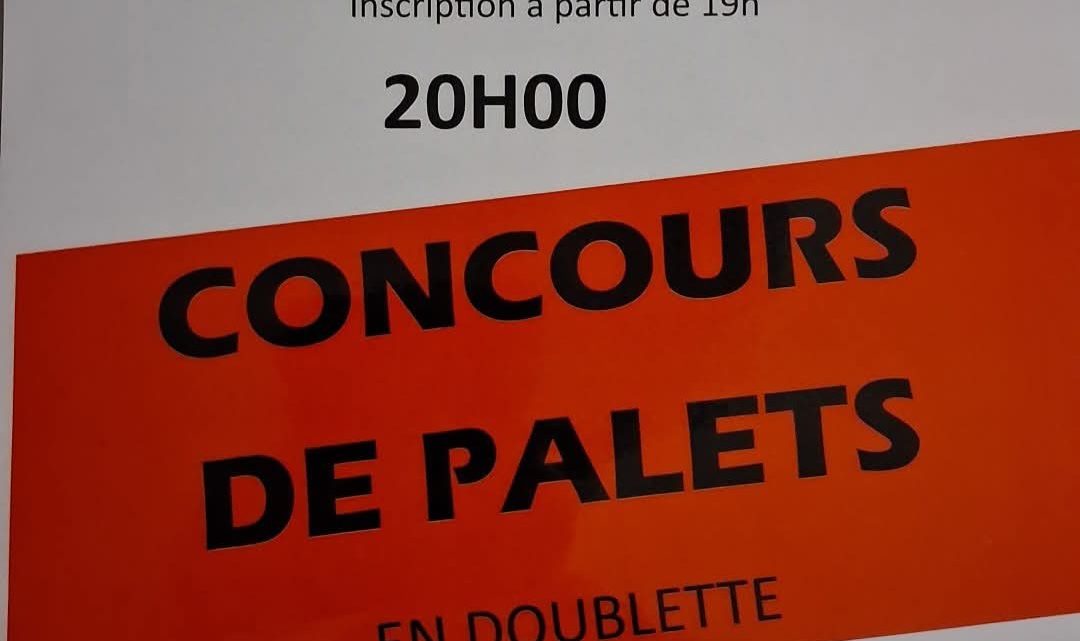 Inscription à partir de 19h
20H00
CONCOURS
DE PALETS
EN DOUBLETTE